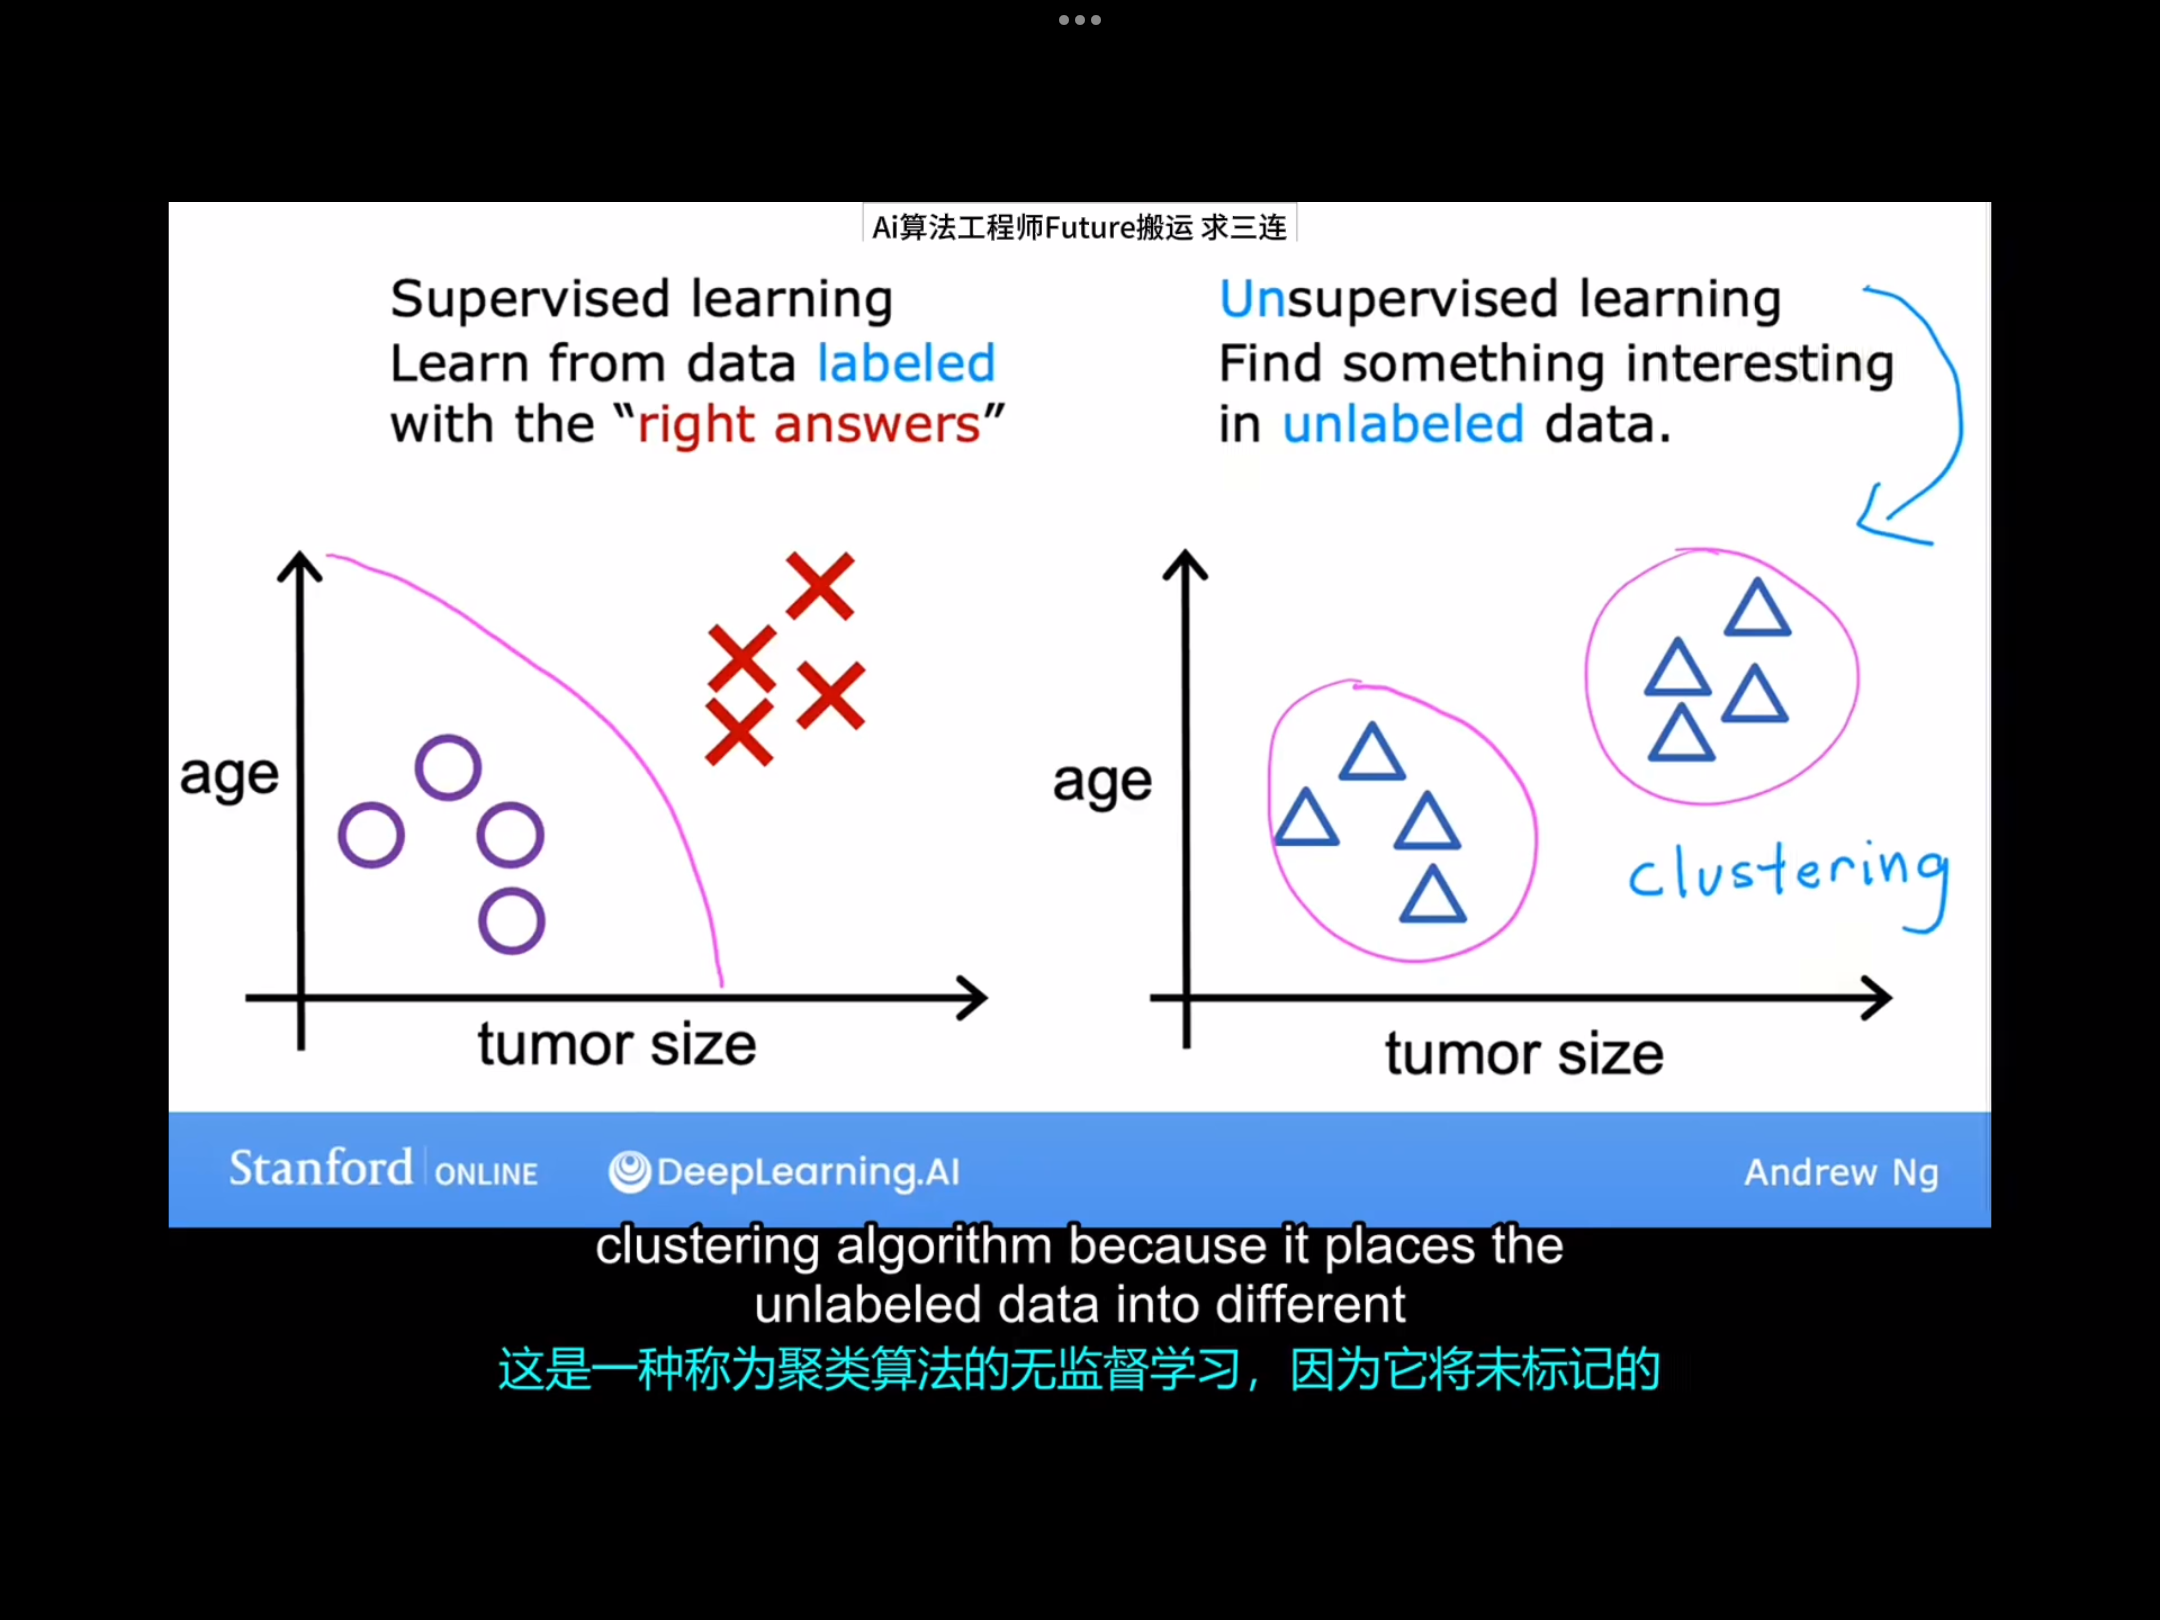 Ai算法工程师Future搬运 求三连
Supervised learning
Learn from data labeled
with the “right answers”
Unsupervised learning
Find something interesting
in unlabeled data.
age
tumor size
age
clustering
tumor size
Stanford ONLINE
DeepLearning.AI
Andrew Ng
clustering algorithm because it places the
unlabeled data into different
这是一种称为聚类算法的无监督学习，因为它将未标记的